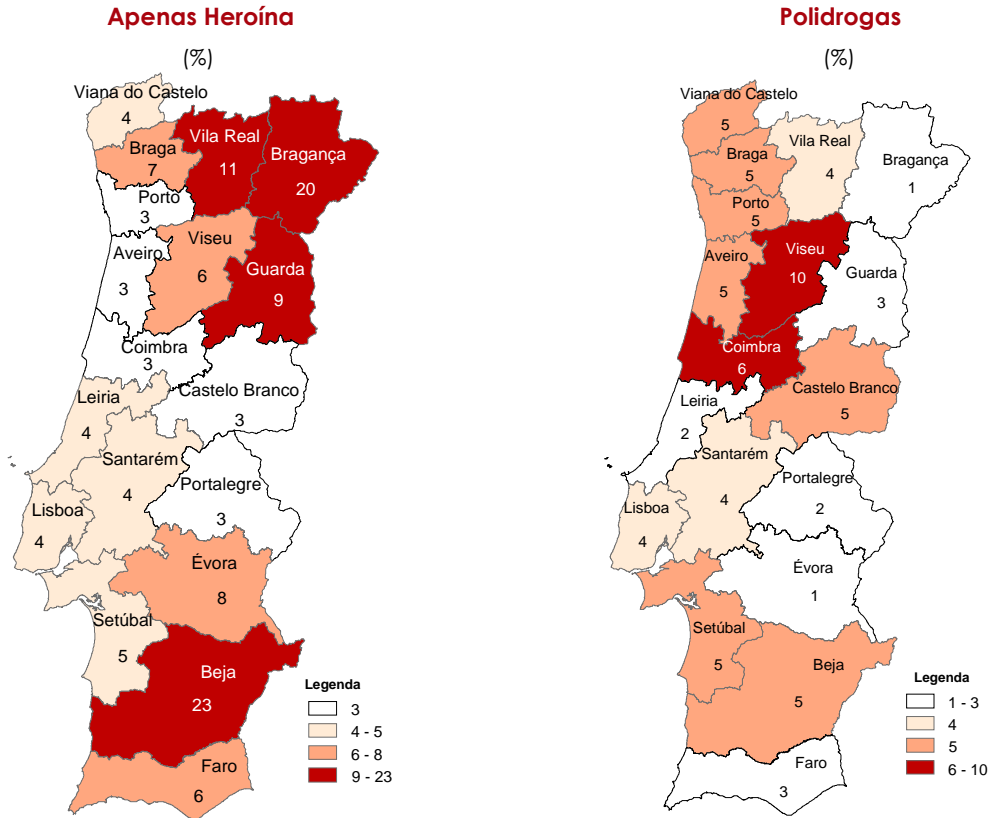 Apenas Heroína
(%)
Viana do Castelo
4
Braga
7
Vila Real
11
Bragança
20
Porto
3
Aveiro
3
Viseu
6
Guarda
9
Coimbra
3
Castelo Branco
3
Leiria
4
Santarém
4
Portalegre
3
Lisboa
4
Évora
8
Setúbal
5
Beja
23
Faro
6
Legenda
3
4 - 5
6 - 8
9 - 23
Polidrogas
(%)
Viana do Castelo
5
Braga
5
Vila Real
4
Bragança
1
Porto
5
Aveiro
5
Viseu
10
Guarda
3
Coimbra
6
Castelo Branco
5
Leiria
2
Santarém
4
Portalegre
2
Lisboa
4
Évora
1
Setúbal
5
Beja
5
Faro
3
Legenda
1 - 3
4
5
6 - 10